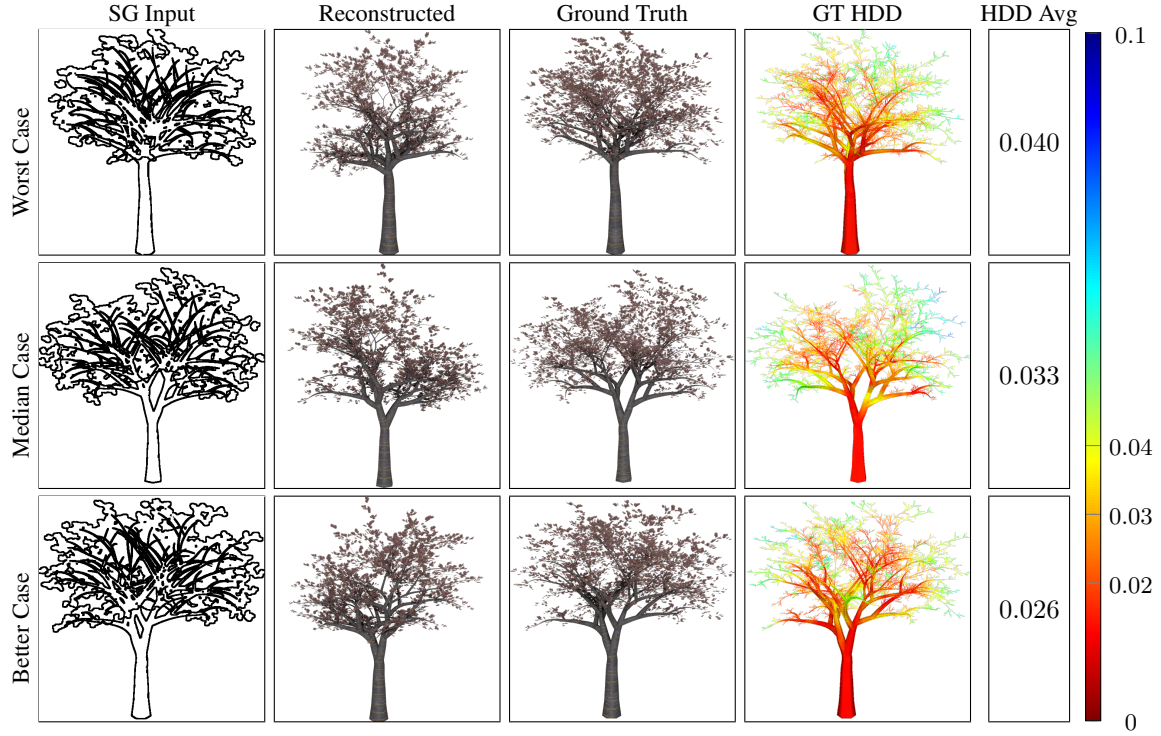 SG Input Reconstructed Ground Truth GT HDD HDD Avg
Worst Case 0.040
Median Case 0.033
Better Case 0.026
0.1
0.04
0.03
0.02
0